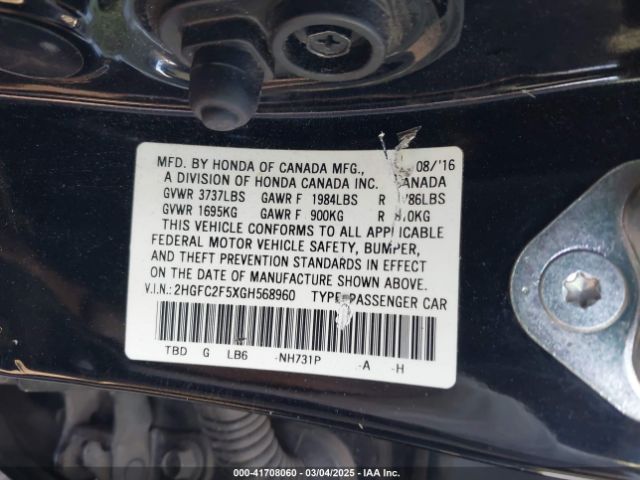 MFD. BY HONDA OF CANADA MFG., 08/'16
A DIVISION OF HONDA CANADA INC.
GVWR 3737LBS GAWR F 1984LBS R
GVWR 1695KG GAWR F 900KG R
THIS VEHICLE CONFORMS TO ALL APPLICABLE
FEDERAL MOTOR VEHICLE SAFETY, BUMPER,
AND THEFT PREVENTION STANDARDS IN EFFECT
ON THE DATE OF MANUFACTURE SHOWN ABOVE.
V.I.N.: 2HGFC2F5XGH568960 TYPE: PASSENGER CAR
TBD G LB6 -NH731P -A -H
000-41708060 — 03/04/2025 — IAA Inc.